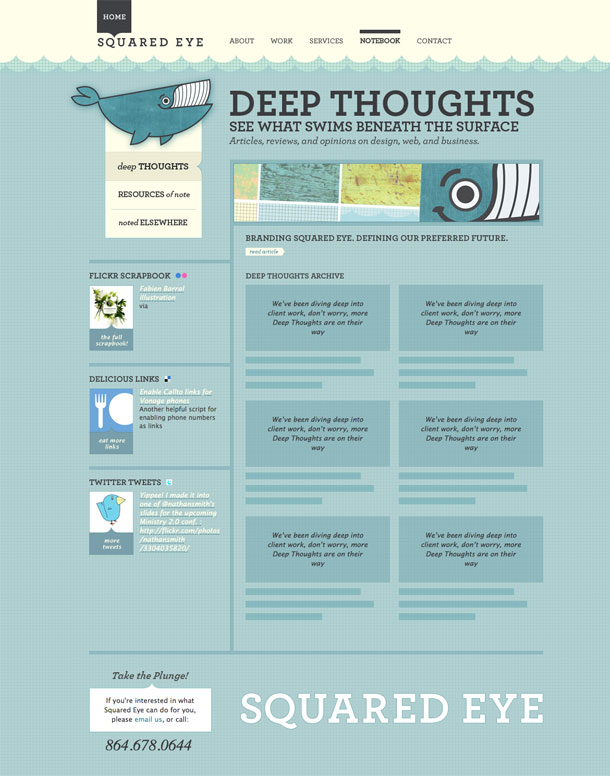 HOME
SQUARED EYE
ABOUT WORK SERVICES NOTEBOOK CONTACT
DEEP THOUGHTS
SEE WHAT SWIMS BENEATH THE SURFACE
Articles, reviews, and opinions on design, web, and business.
deep THOUGHTS
RESOURCES of note
noted ELSEWHERE
BRANDING SQUARED EYE. DEFINING OUR PREFERRED FUTURE.
read article
FLICKR SCRAPBOOK
Fabien Barral
illustration
via
the full
scrapbook!
DELICIOUS LINKS
Enable Callto links for
Vonage phones
Another helpful script for
enabling phone numbers
as links
eat more
links
TWITTER TWEETS
Yippee! I made it into
one of @nathansmith's
slides for the upcoming
Ministry 2.0 conf. :
http://flickr.com/photos
/nathansmith
/3304035820/
more
tweets
DEEP THOUGHTS ARCHIVE
We've been diving deep into
client work, don't worry, more
Deep Thoughts are on their
way
We've been diving deep into
client work, don't worry, more
Deep Thoughts are on their
way
We've been diving deep into
client work, don't worry, more
Deep Thoughts are on their
way
We've been diving deep into
client work, don't worry, more
Deep Thoughts are on their
way
We've been diving deep into
client work, don't worry, more
Deep Thoughts are on their
way
We've been diving deep into
client work, don't worry, more
Deep Thoughts are on their
way
Take the Plunge!
If you're interested in what
Squared Eye can do for you,
please email us, or call:
864.678.0644
SQUARED EYE